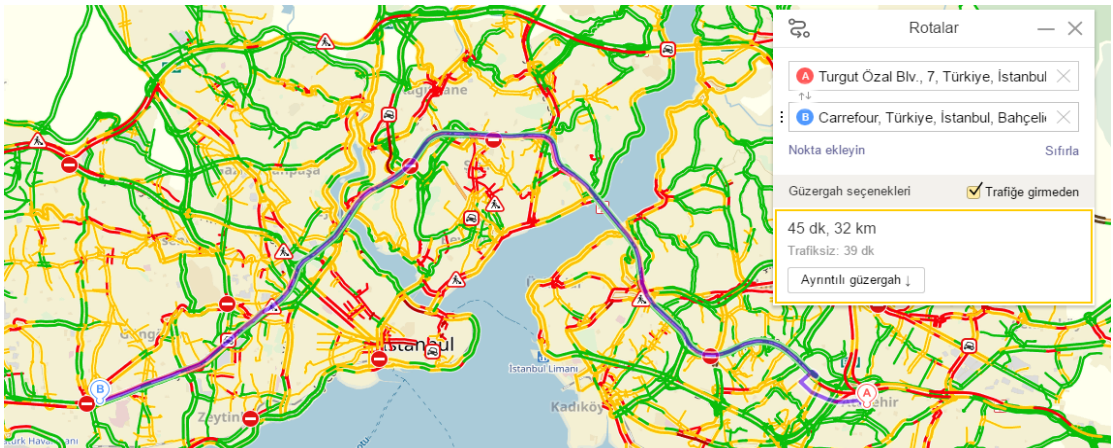 Rotalar
A Turgut Özal Blv., 7, Türkiye, İstanbul
B Carrefour, Türkiye, İstanbul, Bahçeli
Nokta ekleyin Sıfırla
Güzergah seçenekleri Trafiğe girmeden
45 dk, 32 km
Trafiksiz: 39 dk
Ayrıntılı güzergah ↓
İstanbul
İstanbul Limanı
Kadıköy
Zeytin
B
A